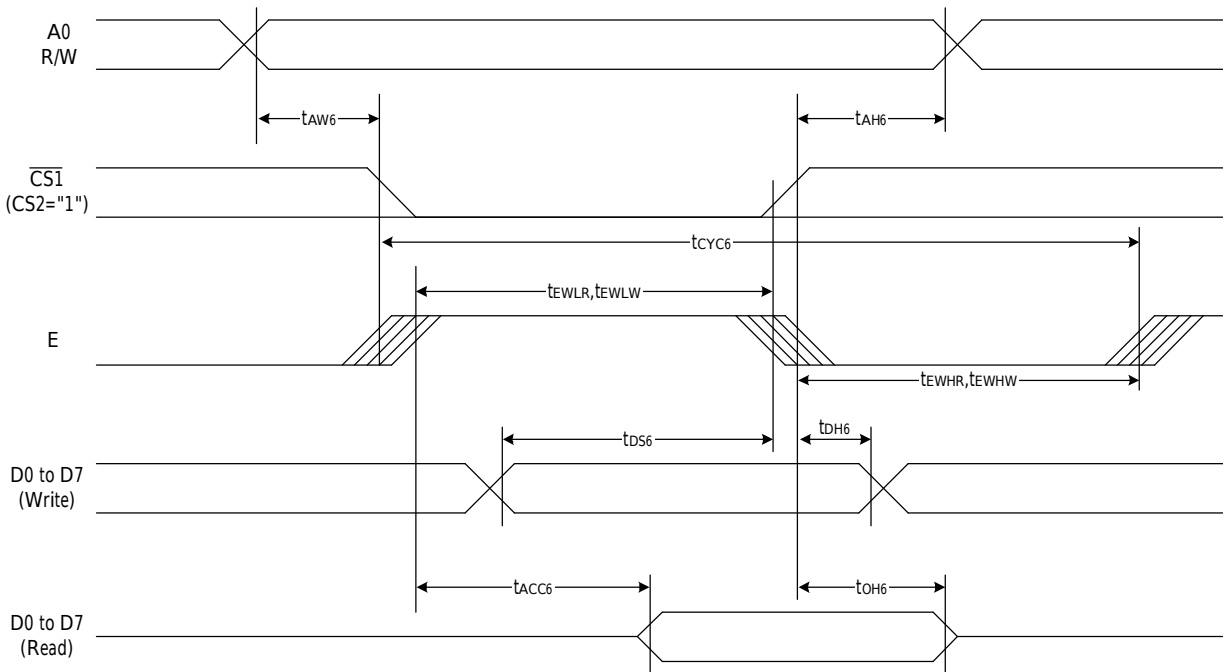 A0
R/W
tAW6
tAH6
CS1
(CS2="1")
tCYC6
tEWLR,tEWLW
E
tEWHR,tEWHW
tDS6
tDH6
D0 to D7
(Write)
tACC6
tOH6
D0 to D7
(Read)